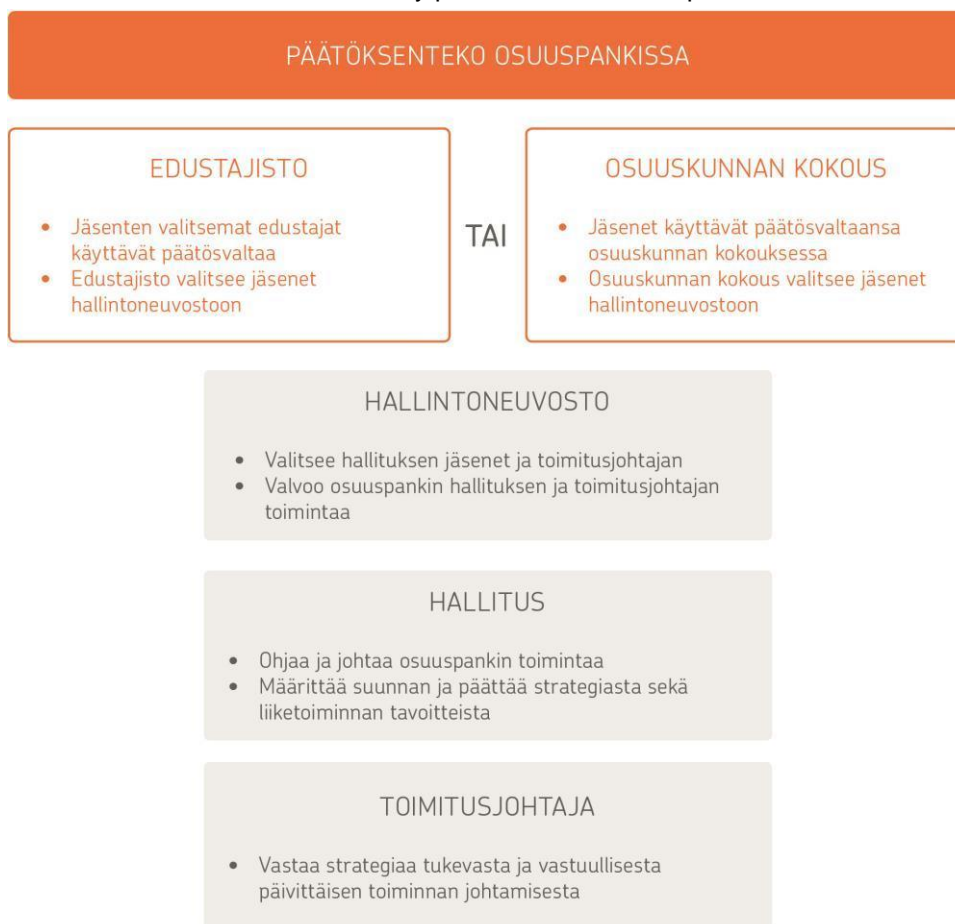 PÄÄTÖKSENTEKO OSUUSPANKISSA
EDUSTAJISTO
• Jäsenten valitsemat edustajat
käyttävät päätösvaltaa
• Edustajisto valitsee jäsenet
hallintoneuvostoon
TAI
OSUUSKUNNAN KOKOUS
• Jäsenet käyttävät päätösvaltaansa
osuuskunnan kokouksessa
• Osuuskunnan kokous valitsee jäsenet
hallintoneuvostoon
HALLINTONEUVOSTO
• Valitsee hallituksen jäsenet ja toimitusjohtajan
• Valvoo osuuspankin hallituksen ja toimitusjohtajan
toimintaa
HALLITUS
• Ohjaa ja johtaa osuuspankin toimintaa
• Määrittää suunnan ja päättää strategiasta sekä
liiketoiminnan tavoitteista
TOIMITUSJOHTAJA
• Vastaa strategiaa tukevasta ja vastuullisesta
päivittäisen toiminnan johtamisesta